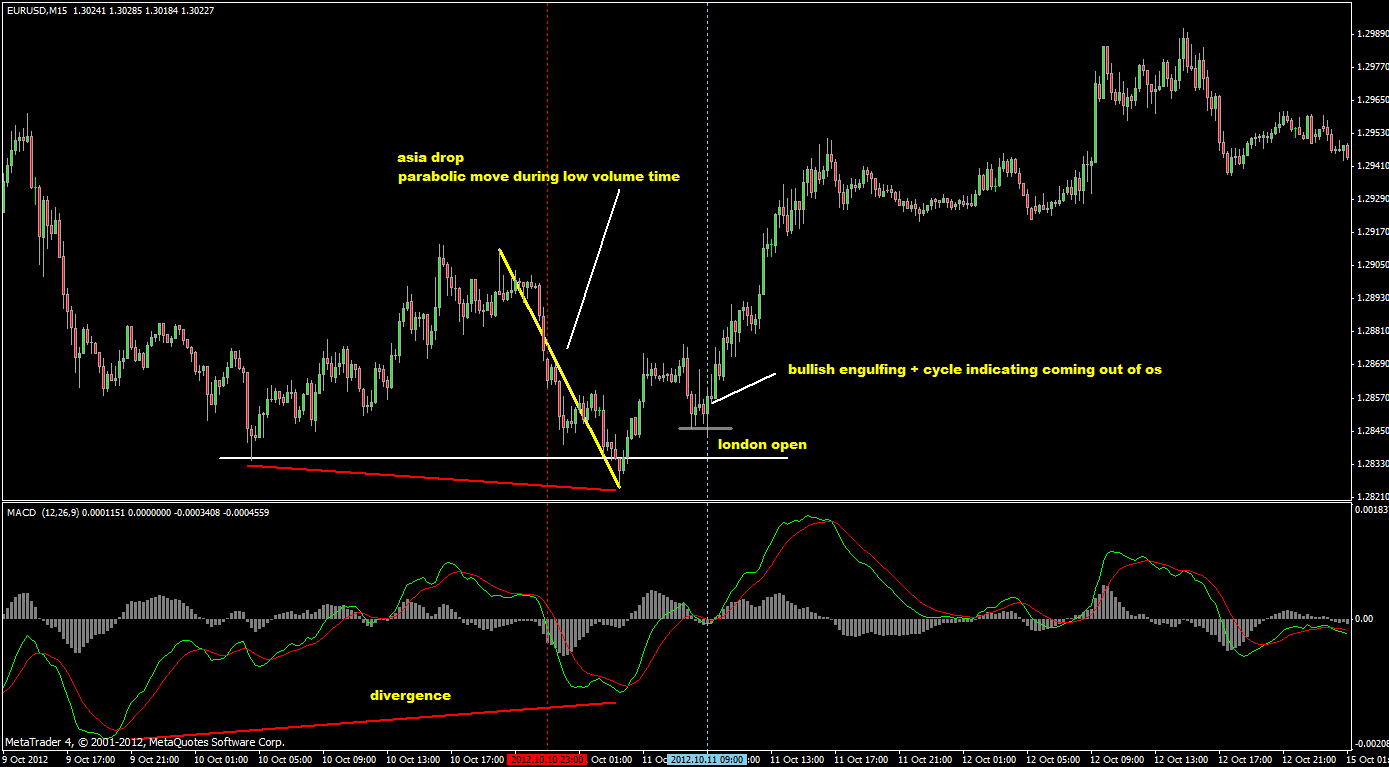 EURUSD,M15 1.30241 1.30285 1.30184 1.30227
1.29890
1.29770
1.29650
1.29530
1.29410
1.29290
1.29170
1.29050
1.28930
1.28810
1.28690
1.28570
1.28450
1.28330
1.28210
asia drop
parabolic move during low volume time
bullish engulfing + cycle indicating coming out of os
london open
MACD (12,26,9) 0.0001151 0.0000000 -0.0003408 -0.0004559
0.00183
0.00
-0.00208
divergence
MetaTrader 4, © 2001-2012, MetaQuotes Software Corp.
9 Oct 2012 9 Oct 17:00 9 Oct 21:00 10 Oct 01:00 10 Oct 05:00 10 Oct 09:00 10 Oct 13:00 10 Oct 17:00 2012.10.10 23:00 Oct 01:00 11 Oc 2012.10.11 09:00 :00 11 Oct 13:00 11 Oct 17:00 11 Oct 21:00 12 Oct 01:00 12 Oct 05:00 12 Oct 09:00 12 Oct 13:00 12 Oct 17:00 12 Oct 21:00 15 Oct 01: